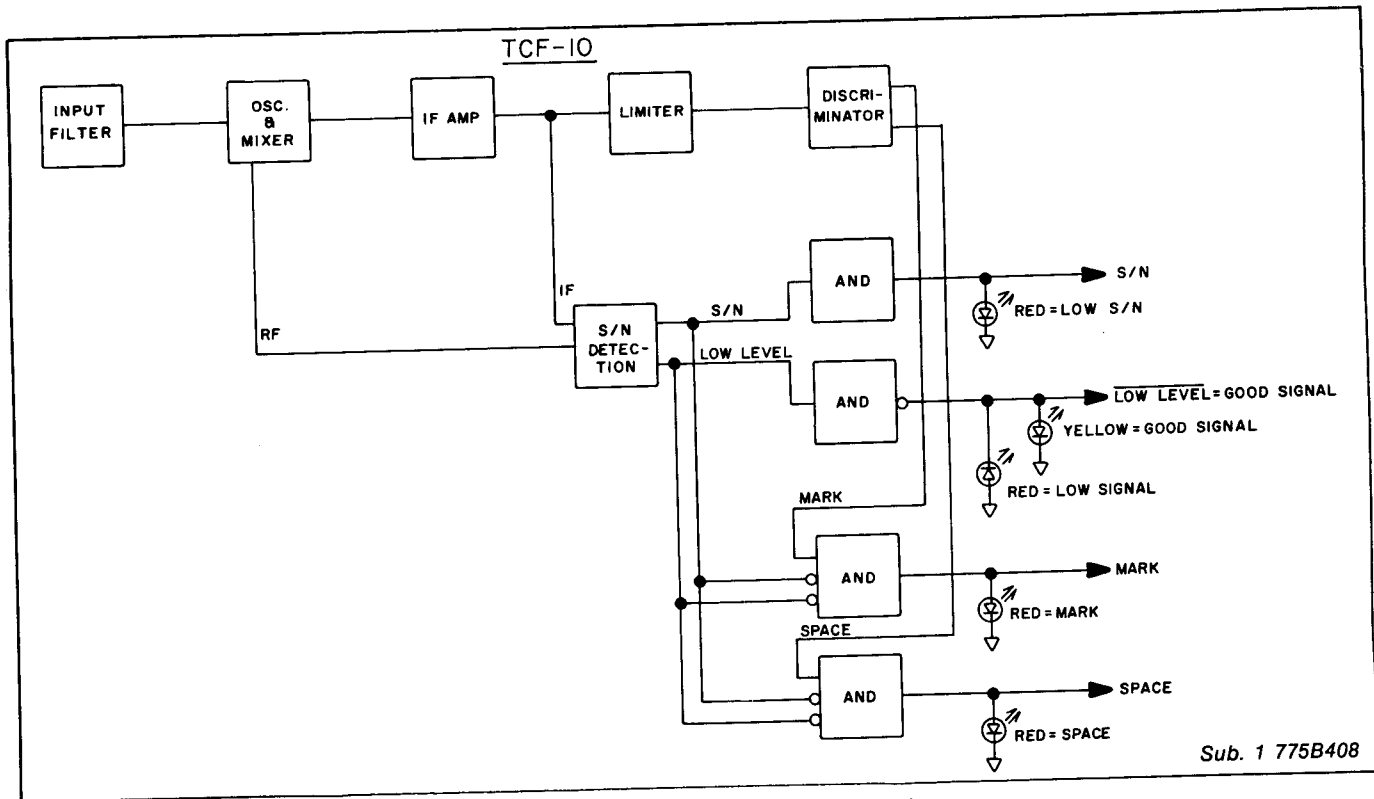 TCF-10
INPUT
FILTER
OSC.
&
MIXER
IF AMP
LIMITER
DISCRI-
MINATOR
RF
IF
S/N
DETEC-
TION
S/N
LOW LEVEL
AND
S/N
RED=LOW S/N
AND
LOW LEVEL=GOOD SIGNAL
YELLOW=GOOD SIGNAL
RED=LOW SIGNAL
MARK
AND
MARK
RED=MARK
SPACE
AND
SPACE
RED=SPACE
Sub. 1 775B408